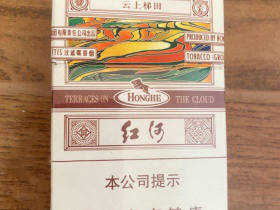 云上梯田
PRODUCED BY HON
TOBACCO (GRO
TERRACES ON HONGHE THE CLOUD
红河
本公司提示